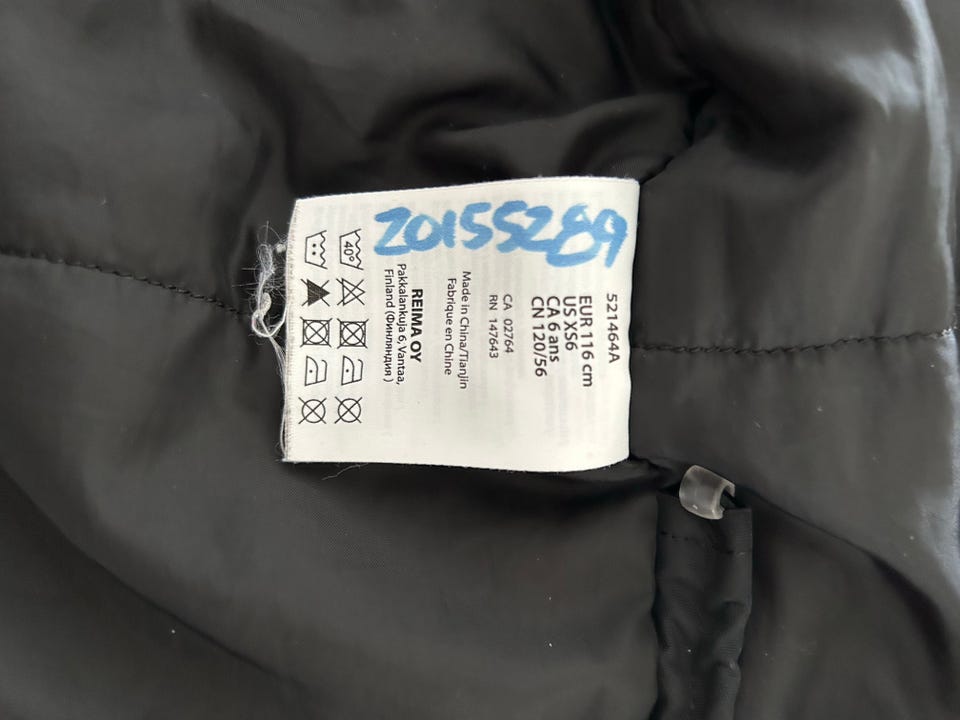 20155289
521464A
EUR 116 cm
US XS6
CA 6 ans
CN 120/56
CA 02764
RN 147643
Made in China/Tianjin
Fabrique en Chine
REIMA OY
Pakkalankuja 6, Vantaa,
Finland (Финляндия )
40°